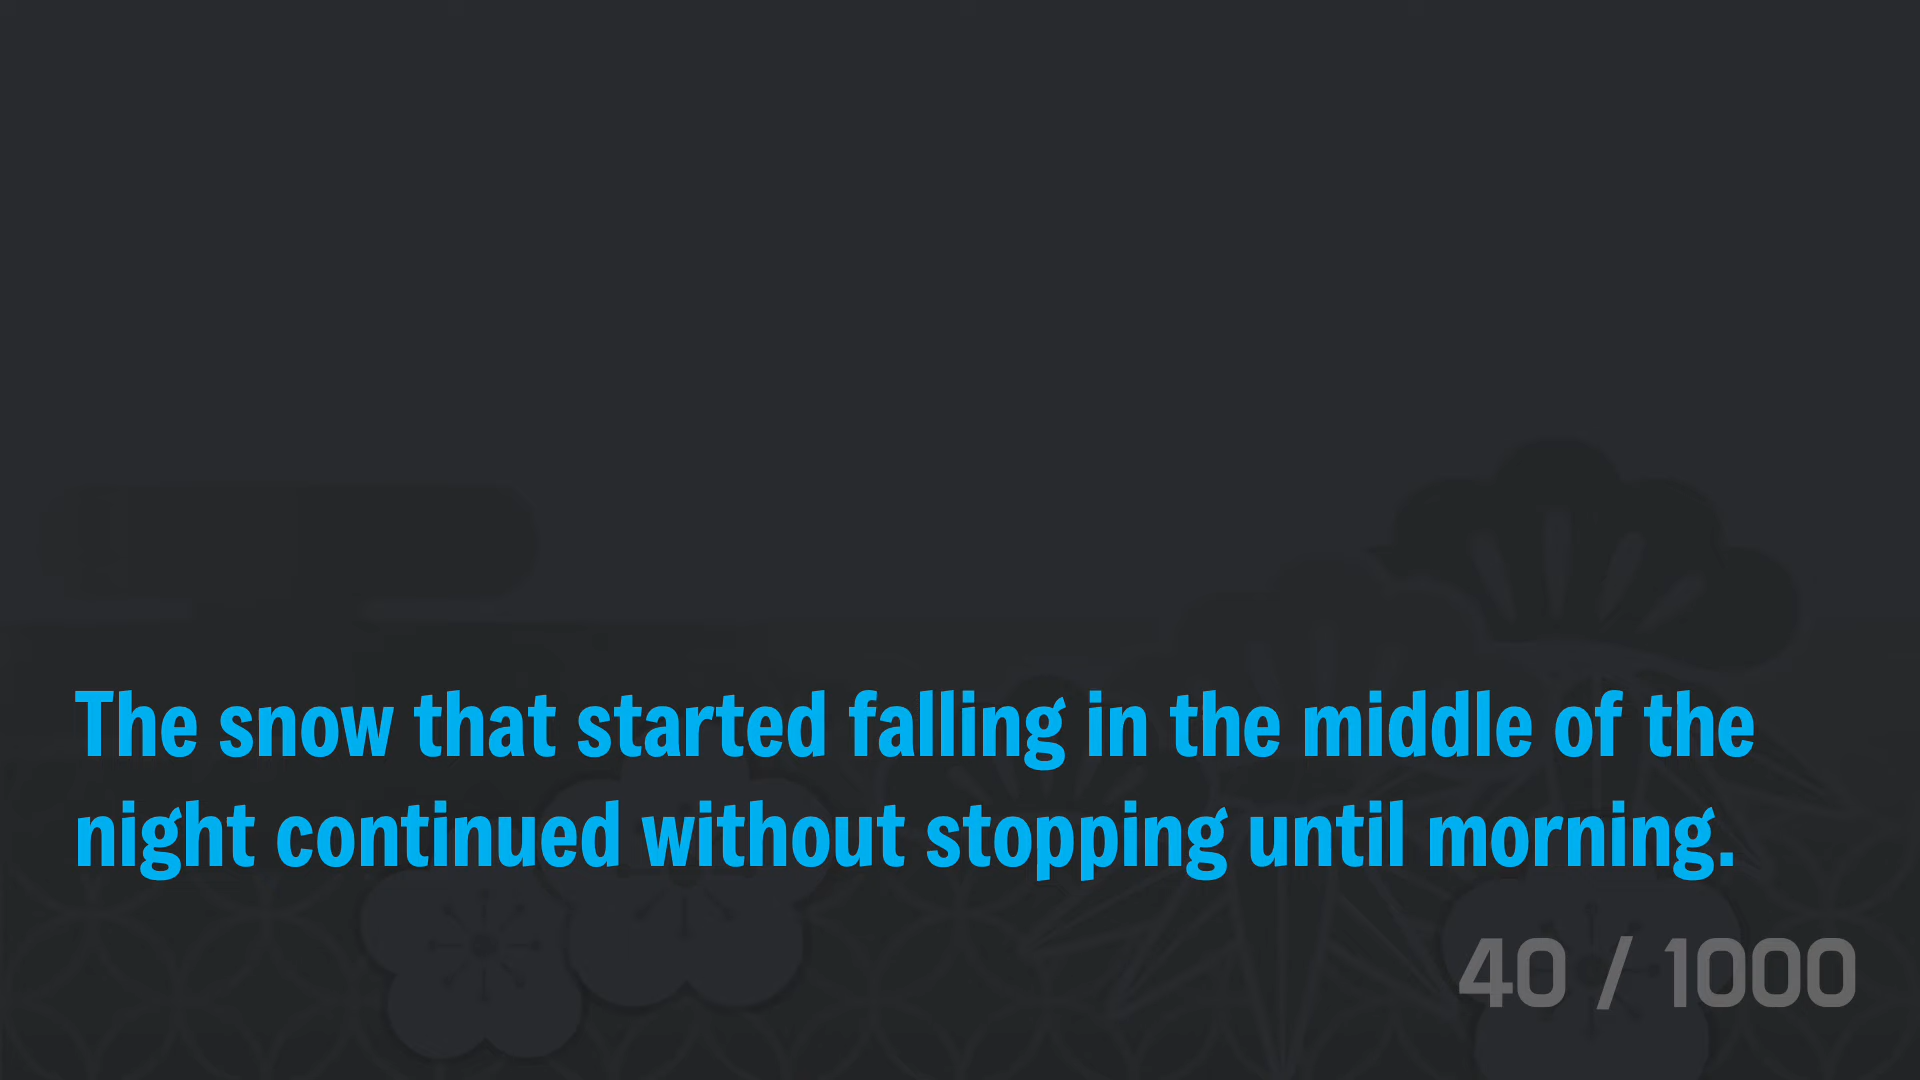 The snow that started falling in the middle of the
night continued without stopping until morning.
40 / 1000